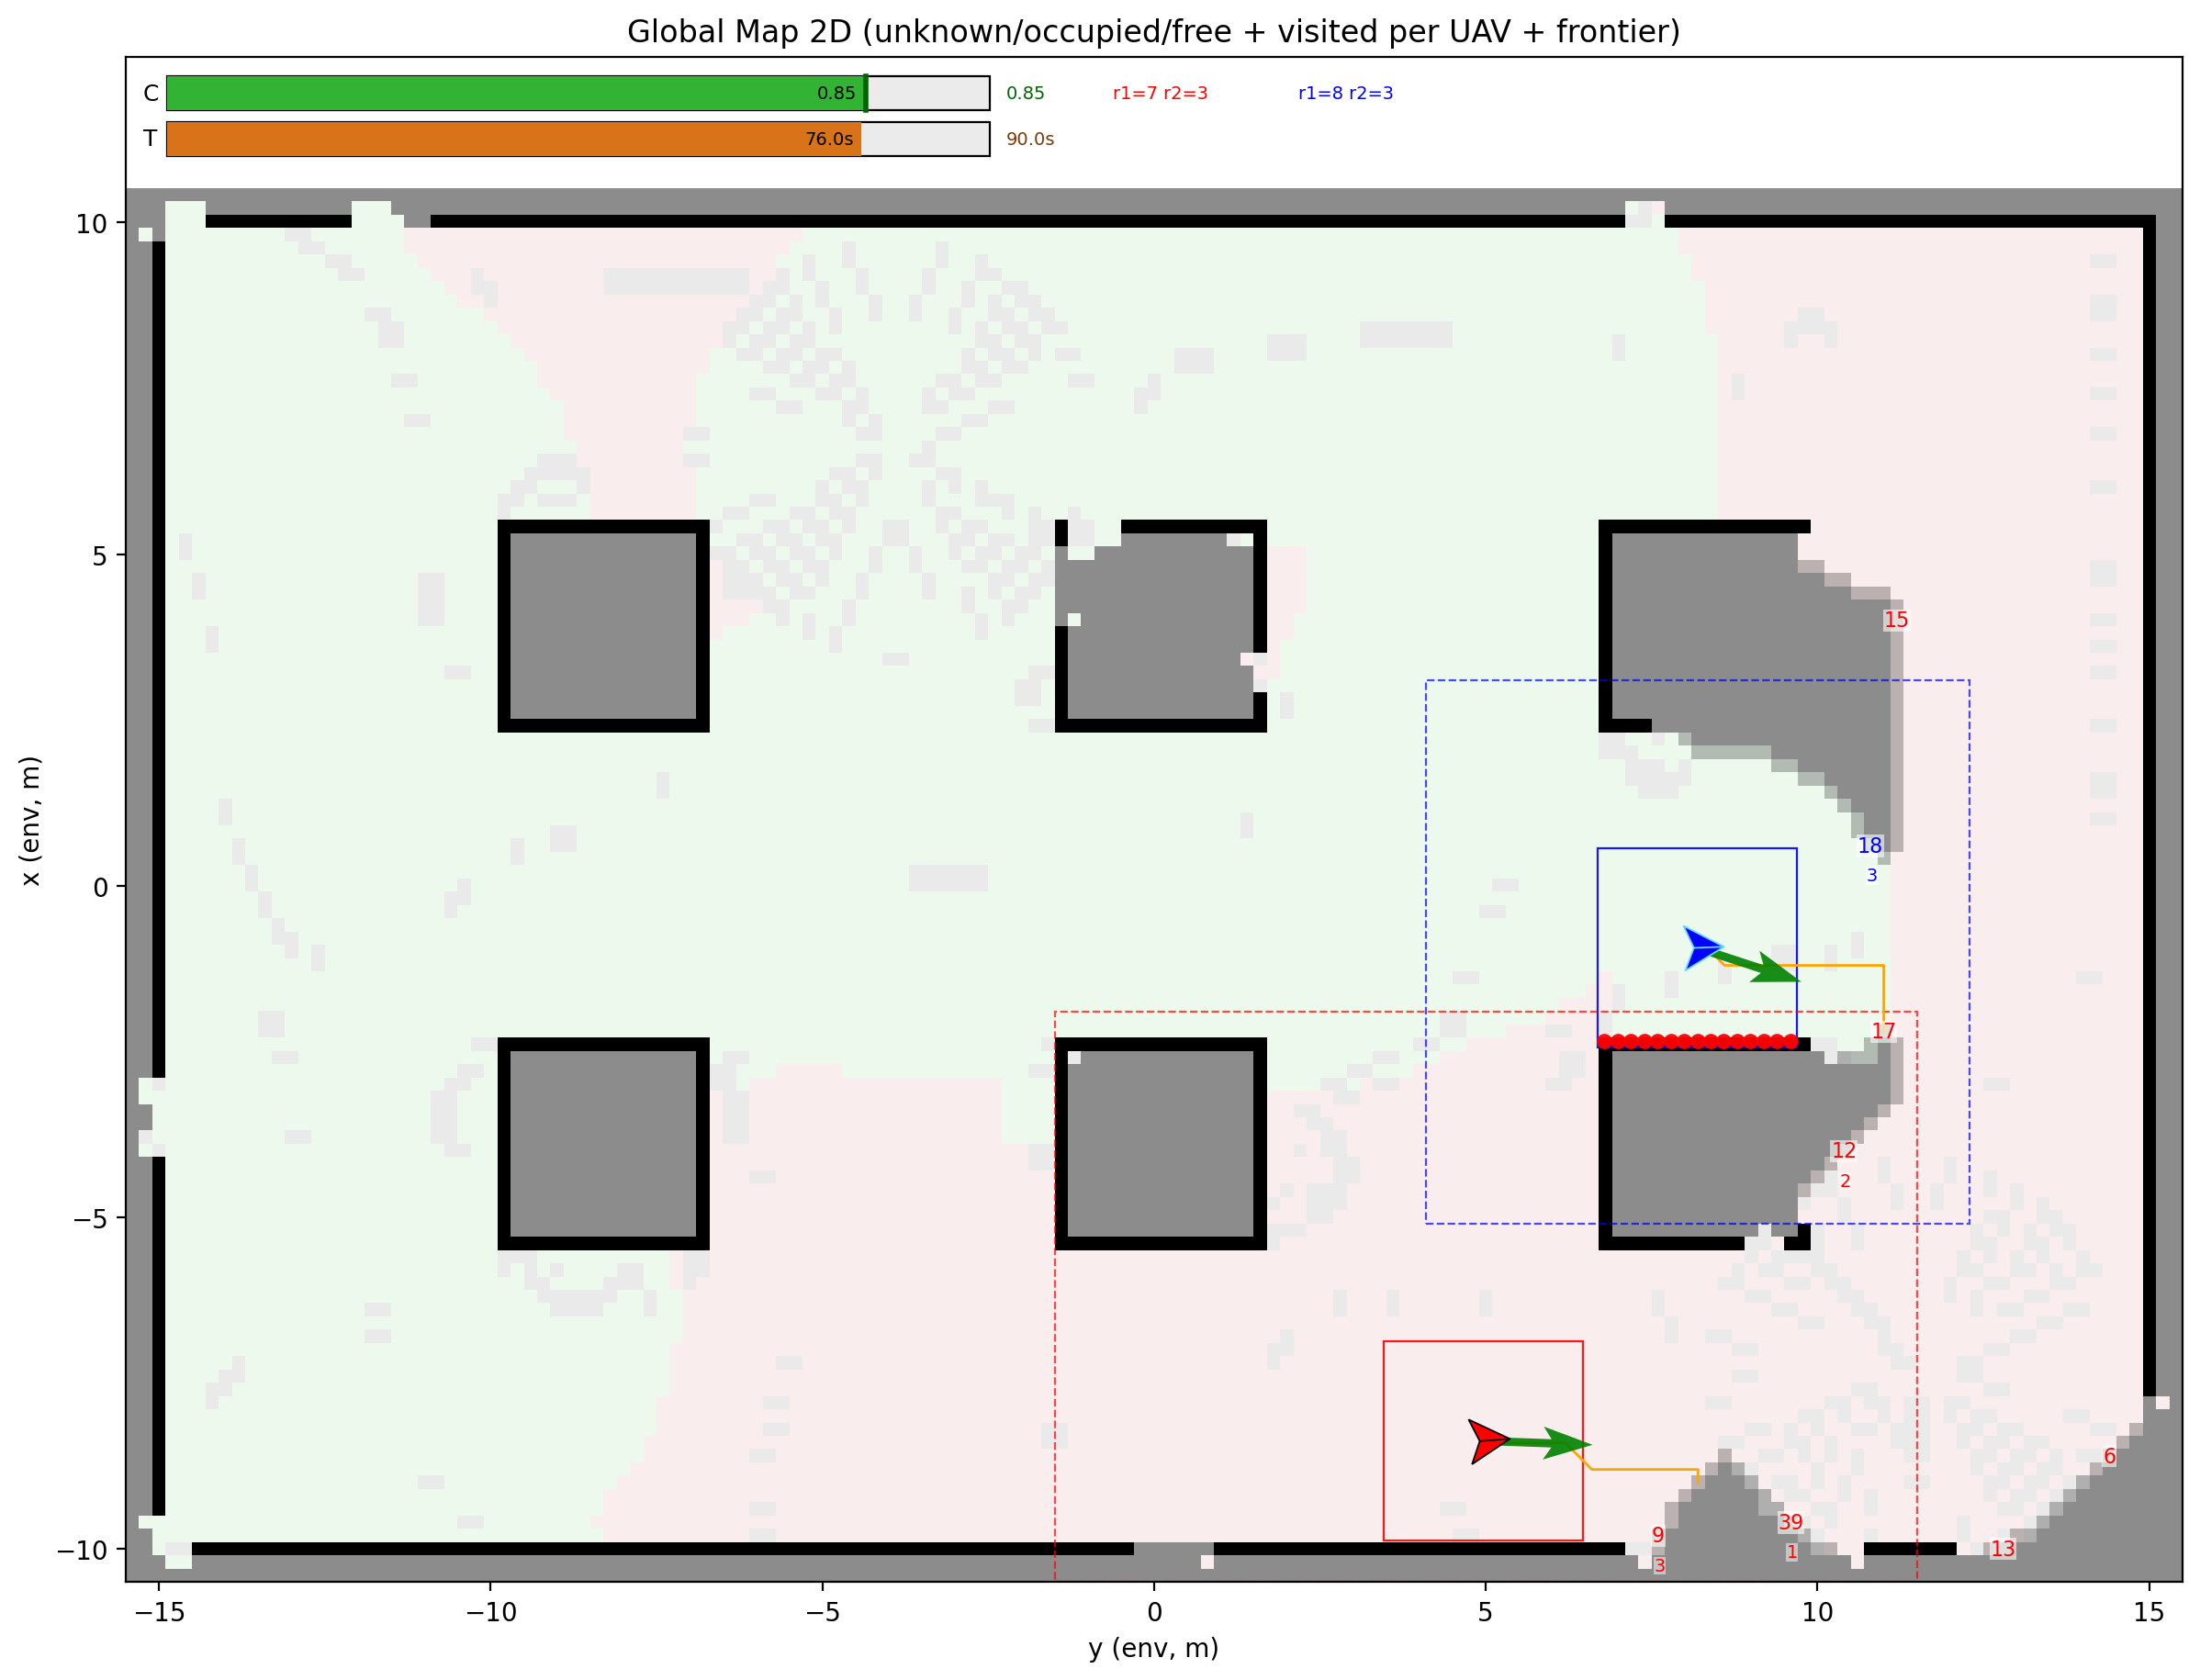 Global Map 2D (unknown/occupied/free + visited per UAV + frontier)
C 0.85 0.85 r1=7 r2=3 r1=8 r2=3
T 76.0s 90.0s
10
5
15
18
3
0
17
12
2
−5
6
39
9
13
1
3
−10
−15 −10 −5 0 5 10 15
x (env, m)
y (env, m)